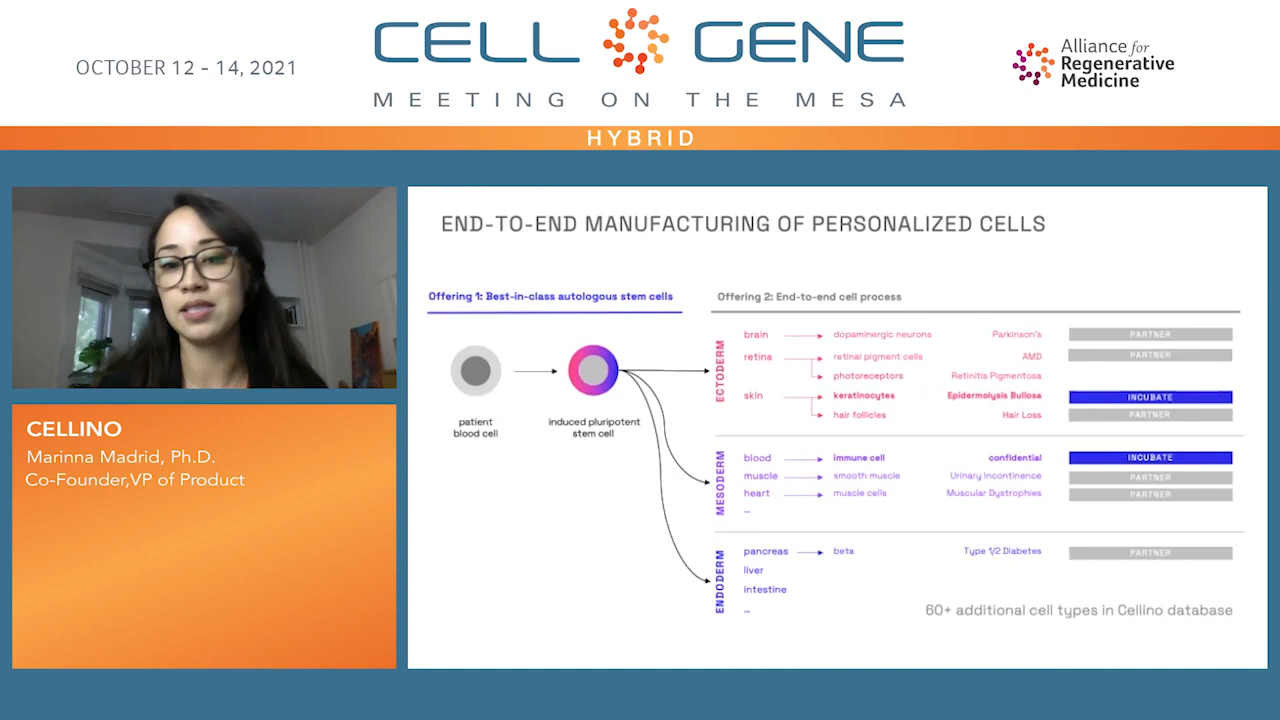 OCTOBER 12 - 14, 2021
CELL GENE
MEETING ON THE MESA
Alliance for
Regenerative
Medicine
HYBRID
CELLINO
Marinna Madrid, Ph.D.
Co-Founder,VP of Product
END-TO-END MANUFACTURING OF PERSONALIZED CELLS
Offering 1: Best-in-class autologous stem cells
Offering 2: End-to-end cell process
patient
blood cell
induced pluripotent
stem cell
ECTODERM
brain dopaminergic neurons Parkinson's PARTNER
retina retinal pigment cells AMD PARTNER
photoreceptors Retinitis Pigmentosa
skin keratinocytes Epidermolysis Bullosa INCUBATE
hair follicles Hair Loss PARTNER
MESODERM
blood immune cell confidential INCUBATE
muscle smooth muscle Urinary Incontinence PARTNER
heart muscle cells Muscular Dystrophies PARTNER
...
ENDODERM
pancreas beta Type 1/2 Diabetes PARTNER
liver
intestine
...
60+ additional cell types in Cellino database